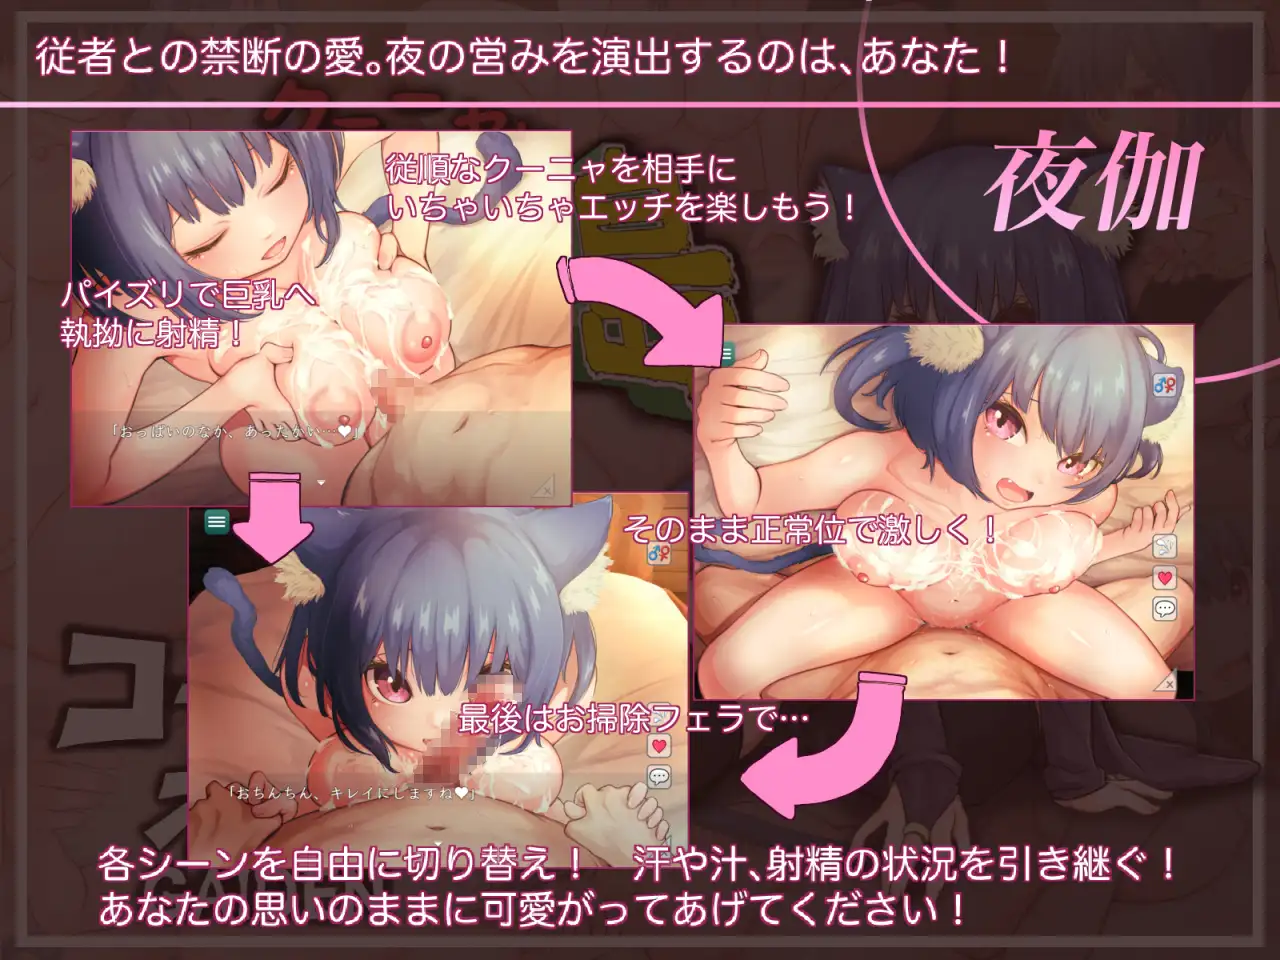 従者との禁断の愛。夜の営みを演出するのは、あなた！
夜伽
従順なクーニャを相手に
いちゃいちゃエッチを楽しもう！
パイズリで巨乳へ
執拗に射精！
「おっぱいのなか、あったかい…♥」
そのまま正常位で激しく！
最後はお掃除フェラで…
「おちんちん、キレイにしますね♥」
各シーンを自由に切り替え！　汗や汁、射精の状況を引き継ぐ！
あなたの思いのままに可愛がってあげてください！